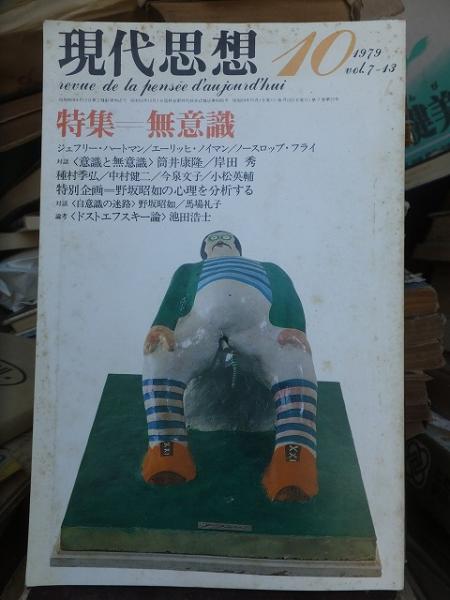 現代思想
10
1979
vol. 7-13
revue de la pensée d'aujourd'hui
特集＝無意識
ジェフリー・ハートマン／エーリッヒ・ノイマン／ノースロップ・フライ
対話〈意識と無意識〉筒井康隆／岸田 秀
種村季弘／中村健二／今泉文子／小松英輔
特別企画＝野坂昭如の心理を分析する
対話〈自意識の迷路〉野坂昭如／馬場礼子
論考〈ドストエフスキー論〉池田浩士
XXI
XXI
健美